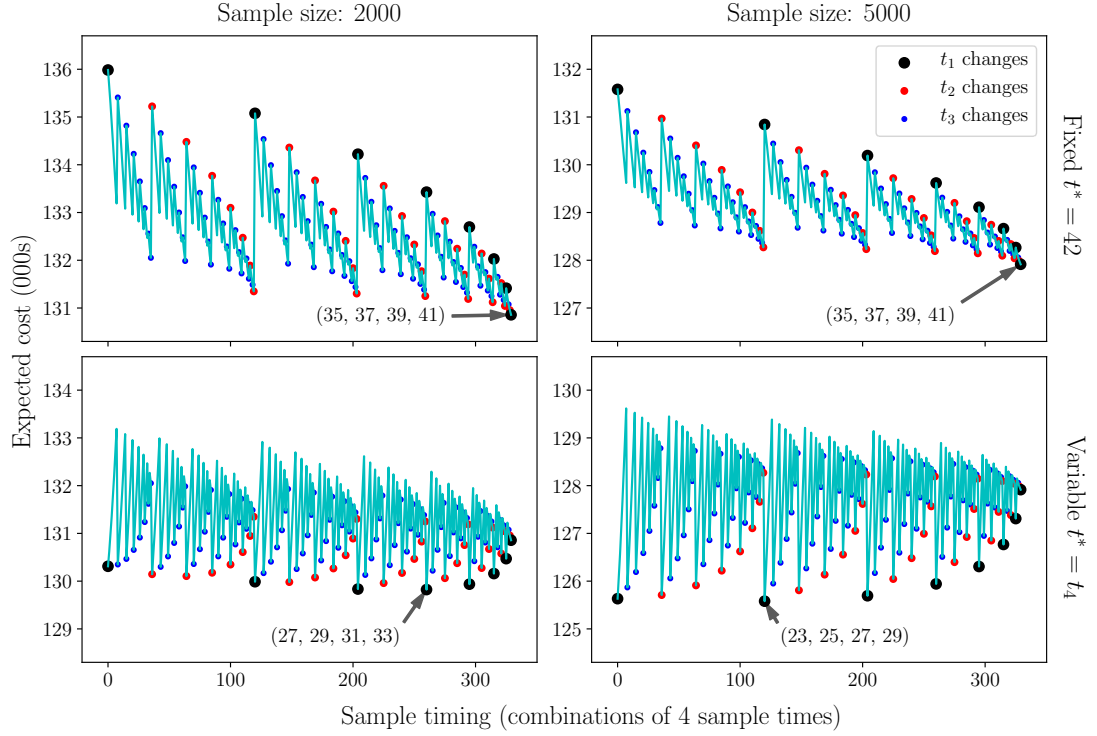 Sample size: 2000
Sample size: 5000
136
135
134
133
132
131
132
131
130
129
128
127
t₁ changes
t₂ changes
t₃ changes
(35, 37, 39, 41)
(35, 37, 39, 41)
Fixed t* = 42
Expected cost (000s)
134
133
132
131
130
129
130
129
128
127
126
125
(27, 29, 31, 33)
(23, 25, 27, 29)
Variable t* = t₄
0
100
200
300
0
100
200
300
Sample timing (combinations of 4 sample times)